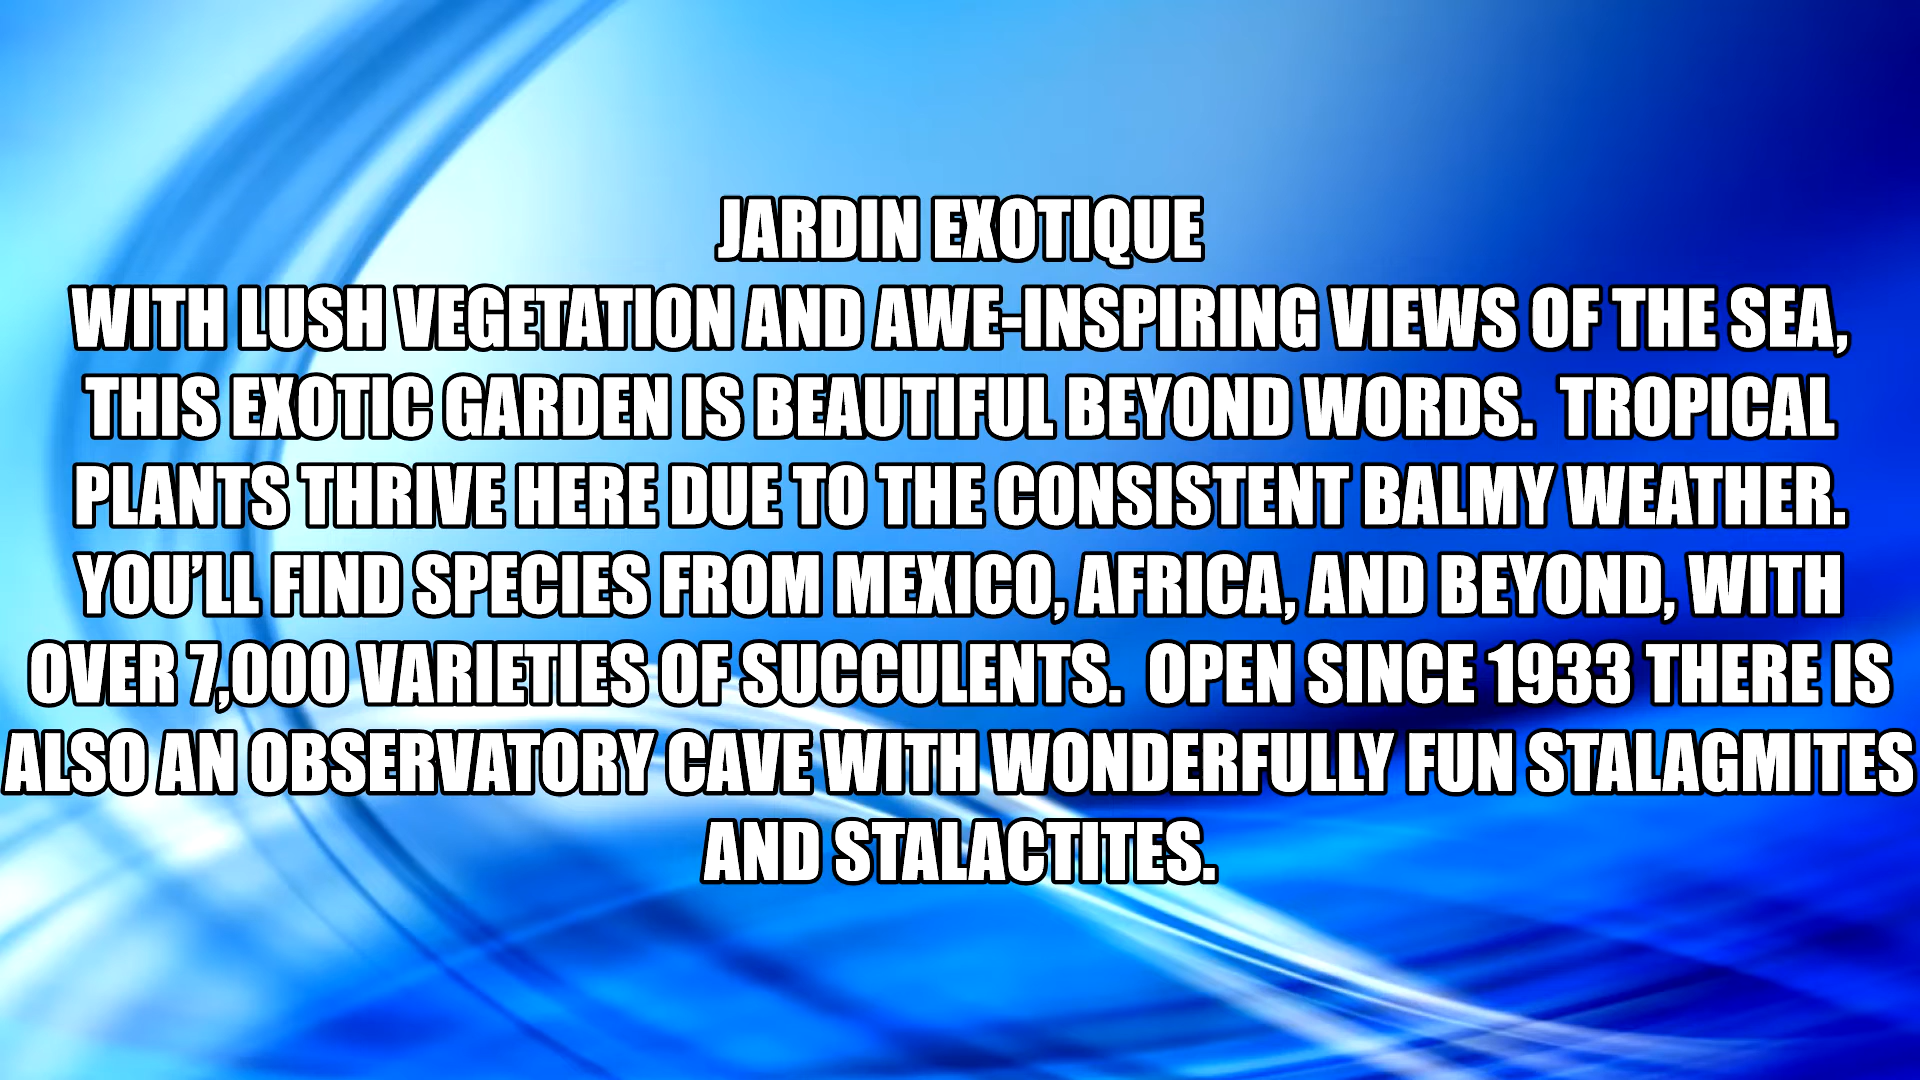 JARDIN EXOTIQUE
WITH LUSH VEGETATION AND AWE-INSPIRING VIEWS OF THE SEA,
THIS EXOTIC GARDEN IS BEAUTIFUL BEYOND WORDS.  TROPICAL
PLANTS THRIVE HERE DUE TO THE CONSISTENT BALMY WEATHER.
YOU’LL FIND SPECIES FROM MEXICO, AFRICA, AND BEYOND, WITH
OVER 7,000 VARIETIES OF SUCCULENTS.  OPEN SINCE 1933 THERE IS
ALSO AN OBSERVATORY CAVE WITH WONDERFULLY FUN STALAGMITES
AND STALACTITES.